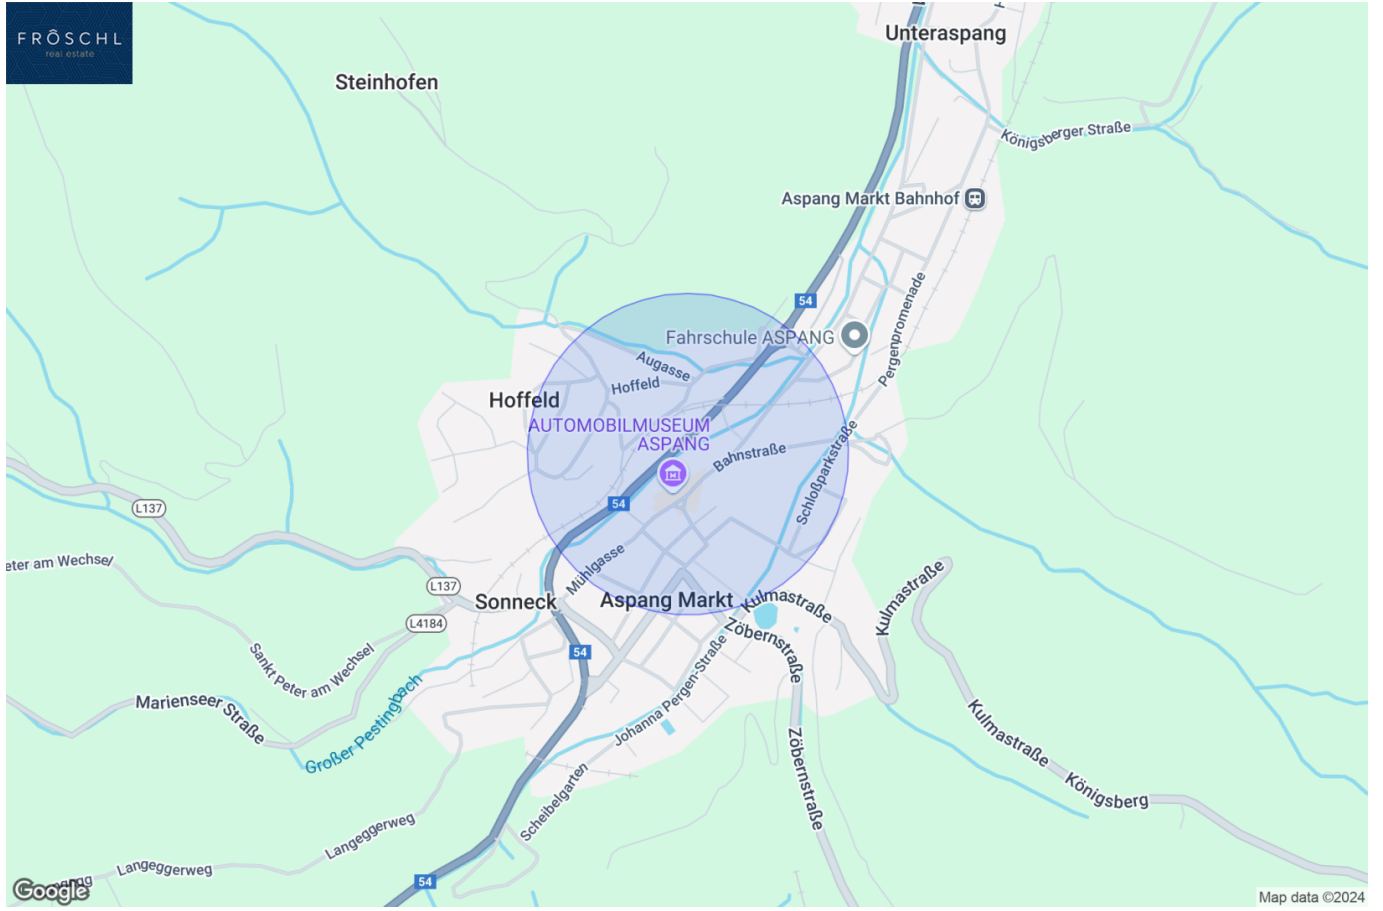 FRÖSCHL
real estate
Unteraspang
Steinhofen
Königsberger Straße
Aspang Markt Bahnhof
54
Fahrschule ASPANG
Pergenpromenade
Augasse
Hoffeld
Hoffeld
AUTOMOBILMUSEUM
ASPANG
Bahnstraße
Schloßparkstraße
54
L137
eter am Wechsel
Mühlgasse
L137
Sonneck
Aspang Markt
Kulmastraße
Kulmastraße
L4184
Zöbernstraße
54
Sankt Peter am Wechsel
Johanna Pergen-Straße
Marienseer Straße
Großer Pestingbach
Kulmastraße
Zöbernstraße
Königsberg
Scheibelgarten
Langeggerweg
Langeggerweg
54
Google
Map data ©2024